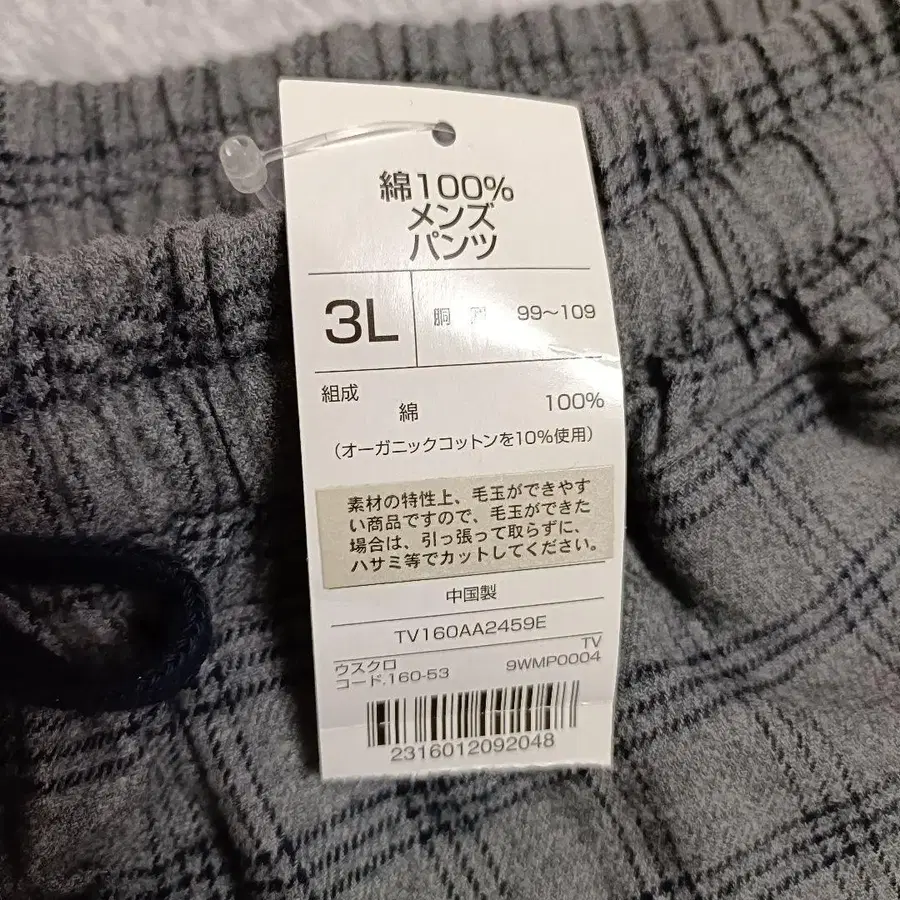 綿100%
メンズ
パンツ
3L
胴囲 99～109
組成
綿 100%
（オーガニックコットンを10%使用）
素材の特性上、毛玉ができやす
い商品ですので、毛玉ができた
場合は、引っ張って取らずに、
ハサミ等でカットしてください。
中国製
TV160AA2459E
ウスクロ TV
コード.160-53 9WMP0004
2316012092048